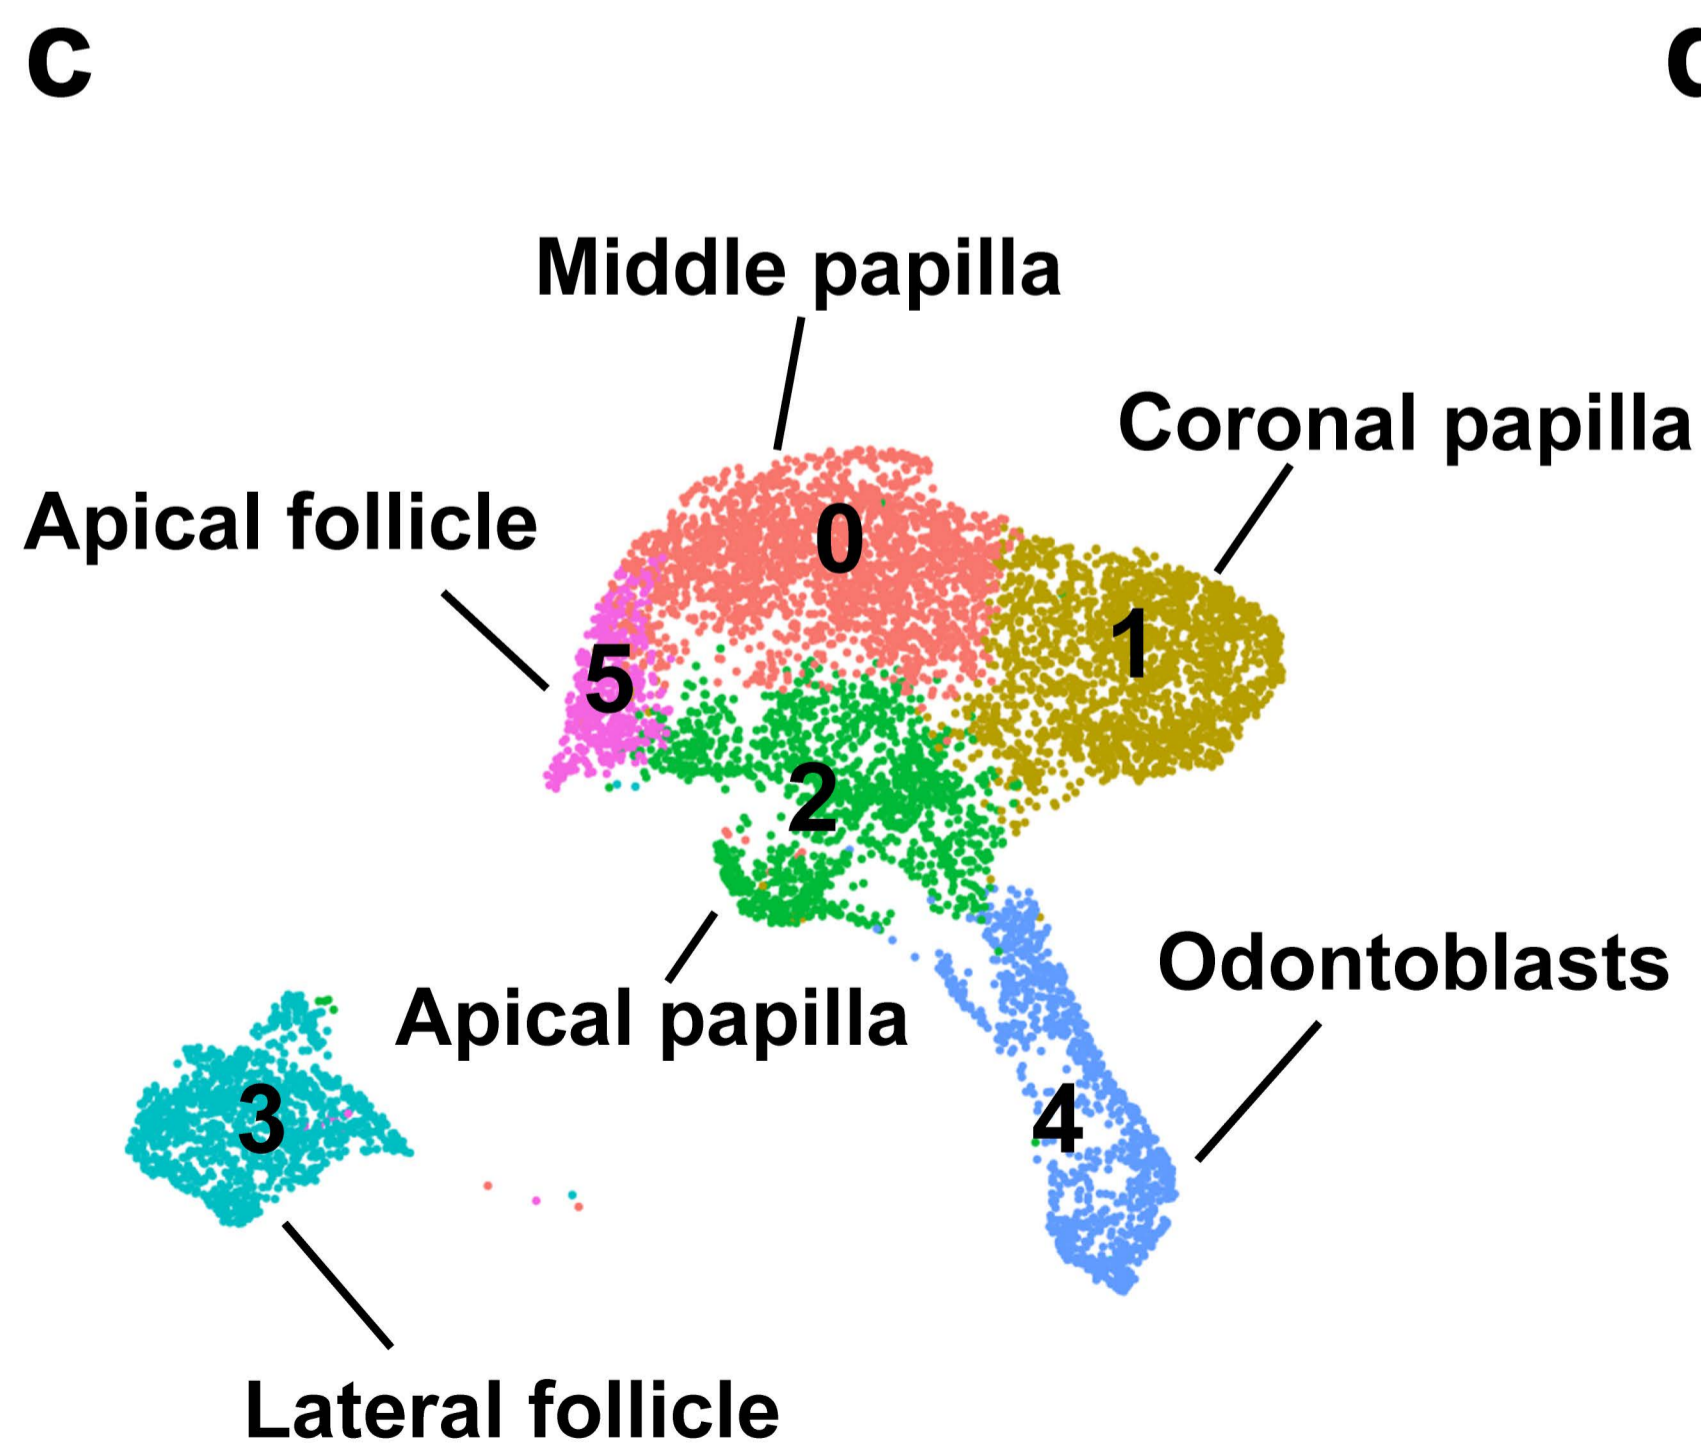 c
Middle papilla
Coronal papilla
Apical follicle
0
1
5
2
Odontoblasts
Apical papilla
3
4
Lateral follicle